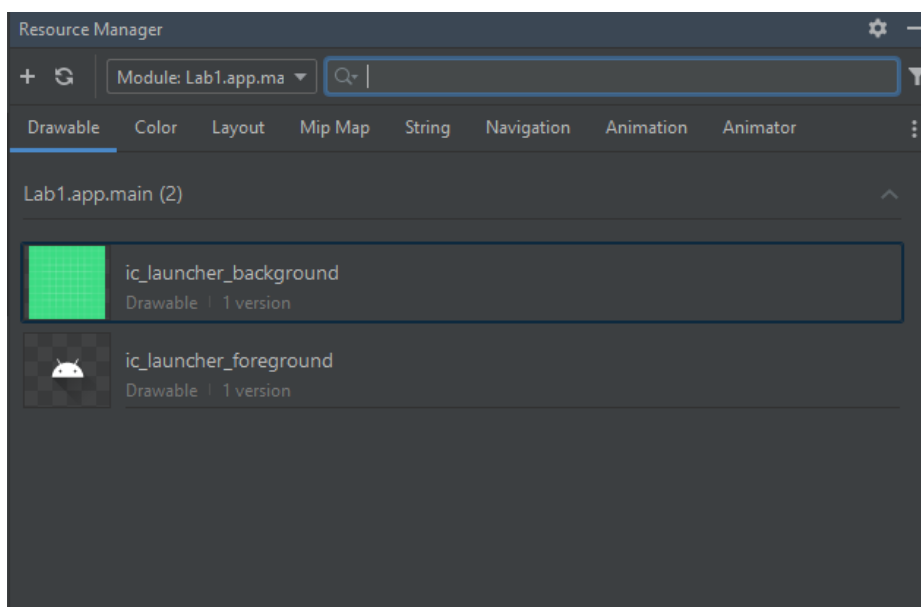 Resource Manager
Module: Lab1.app.ma
Drawable Color Layout Mip Map String Navigation Animation Animator
Lab1.app.main (2)
ic_launcher_background
Drawable | 1 version
ic_launcher_foreground
Drawable | 1 version